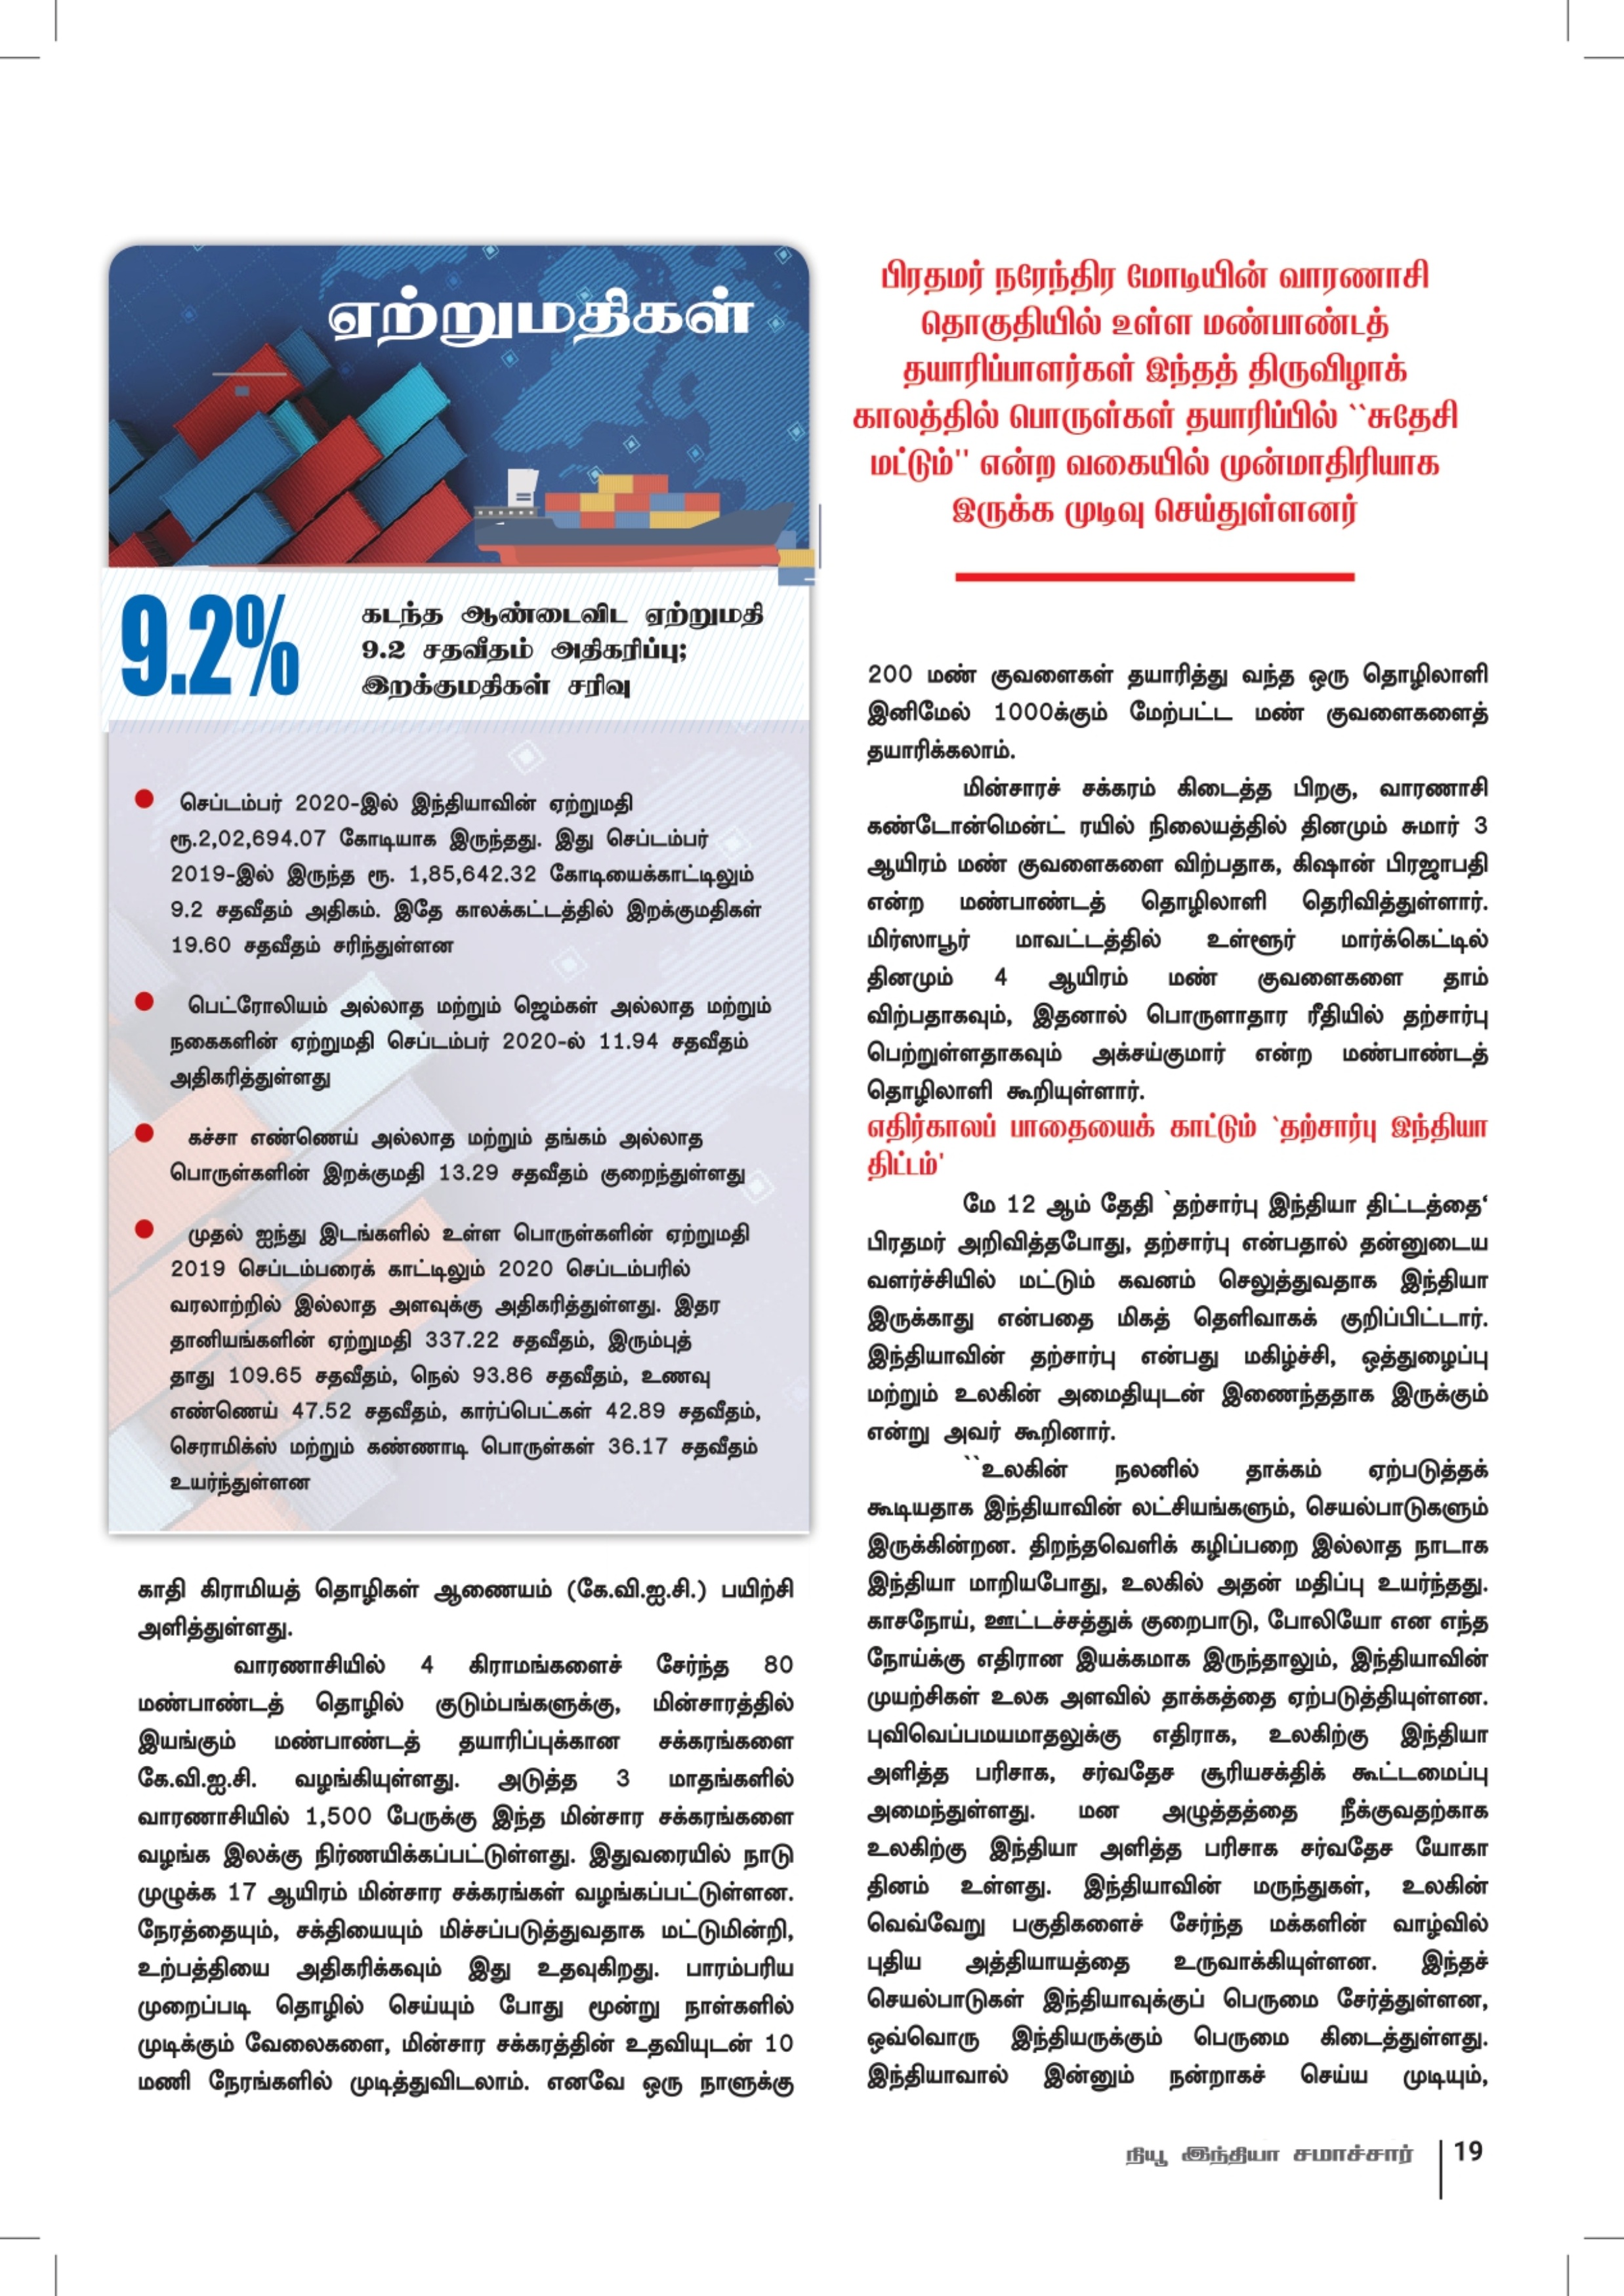 ஏற்றுமதிகள்
9.2%
கடந்த ஆண்டைவிட ஏற்றுமதி
9.2 சதவீதம் அதிகரிப்பு;
இறக்குமதிகள் சரிவு
செப்டம்பர் 2020-இல் இந்தியாவின் ஏற்றுமதி
ரூ.2,02,694.07 கோடியாக இருந்தது. இது செப்டம்பர்
2019-இல் இருந்த ரூ. 1,85,642.32 கோடியைக்காட்டிலும்
9.2 சதவீதம் அதிகம். இதே காலக்கட்டத்தில் இறக்குமதிகள்
19.60 சதவீதம் சரிந்துள்ளன
பெட்ரோலியம் அல்லாத மற்றும் ஜெம்கள் அல்லாத மற்றும்
நகைகளின் ஏற்றுமதி செப்டம்பர் 2020-ல் 11.94 சதவீதம்
அதிகரித்துள்ளது
கச்சா எண்ணெய் அல்லாத மற்றும் தங்கம் அல்லாத
பொருள்களின் இறக்குமதி 13.29 சதவீதம் குறைந்துள்ளது
முதல் ஐந்து இடங்களில் உள்ள பொருள்களின் ஏற்றுமதி
2019 செப்டம்பரைக் காட்டிலும் 2020 செப்டம்பரில்
வரலாற்றில் இல்லாத அளவுக்கு அதிகரித்துள்ளது. இதர
தானியங்களின் ஏற்றுமதி 337.22 சதவீதம், இரும்புத்
தாது 109.65 சதவீதம், நெல் 93.86 சதவீதம், உணவு
எண்ணெய் 47.52 சதவீதம், கார்ப்பெட்கள் 42.89 சதவீதம்,
செராமிக்ஸ் மற்றும் கண்ணாடி பொருள்கள் 36.17 சதவீதம்
உயர்ந்துள்ளன
காதி கிராமியத் தொழிகள் ஆணையம் (கே.வி.ஐ.சி.) பயிற்சி
அளித்துள்ளது.
வாரணாசியில் 4 கிராமங்களைச் சேர்ந்த 80
மண்பாண்டத் தொழில் குடும்பங்களுக்கு, மின்சாரத்தில்
இயங்கும் மண்பாண்டத் தயாரிப்புக்கான சக்கரங்களை
கே.வி.ஐ.சி. வழங்கியுள்ளது. அடுத்த 3 மாதங்களில்
வாரணாசியில் 1,500 பேருக்கு இந்த மின்சார சக்கரங்களை
வழங்க இலக்கு நிர்ணயிக்கப்பட்டுள்ளது. இதுவரையில் நாடு
முழுக்க 17 ஆயிரம் மின்சார சக்கரங்கள் வழங்கப்பட்டுள்ளன.
நேரத்தையும், சக்தியையும் மிச்சப்படுத்துவதாக மட்டுமின்றி,
உற்பத்தியை அதிகரிக்கவும் இது உதவுகிறது. பாரம்பரிய
முறைப்படி தொழில் செய்யும் போது மூன்று நாள்களில்
முடிக்கும் வேலைகளை, மின்சார சக்கரத்தின் உதவியுடன் 10
மணி நேரங்களில் முடித்துவிடலாம். எனவே ஒரு நாளுக்கு
பிரதமர் நரேந்திர மோடியின் வாரணாசி
தொகுதியில் உள்ள மண்பாண்டத்
தயாரிப்பாளர்கள் இந்தத் திருவிழாக்
காலத்தில் பொருள்கள் தயாரிப்பில் ``சுதேசி
மட்டும்'' என்ற வகையில் முன்மாதிரியாக
இருக்க முடிவு செய்துள்ளனர்
200 மண் குவளைகள் தயாரித்து வந்த ஒரு தொழிலாளி
இனிமேல் 1000க்கும் மேற்பட்ட மண் குவளைகளைத்
தயாரிக்கலாம்.
மின்சாரச் சக்கரம் கிடைத்த பிறகு, வாரணாசி
கண்டோன்மென்ட் ரயில் நிலையத்தில் தினமும் சுமார் 3
ஆயிரம் மண் குவளைகளை விற்பதாக, கிஷான் பிரஜாபதி
என்ற மண்பாண்டத் தொழிலாளி தெரிவித்துள்ளார்.
மிர்ஸாபூர் மாவட்டத்தில் உள்ளூர் மார்க்கெட்டில்
தினமும் 4 ஆயிரம் மண் குவளைகளை தாம்
விற்பதாகவும், இதனால் பொருளாதார ரீதியில் தற்சார்பு
பெற்றுள்ளதாகவும் அக்சய்குமார் என்ற மண்பாண்டத்
தொழிலாளி கூறியுள்ளார்.
எதிர்காலப் பாதையைக் காட்டும் `தற்சார்பு இந்தியா
திட்டம்'
மே 12 ஆம் தேதி `தற்சார்பு இந்தியா திட்டத்தை‘
பிரதமர் அறிவித்தபோது, தற்சார்பு என்பதால் தன்னுடைய
வளர்ச்சியில் மட்டும் கவனம் செலுத்துவதாக இந்தியா
இருக்காது என்பதை மிகத் தெளிவாகக் குறிப்பிட்டார்.
இந்தியாவின் தற்சார்பு என்பது மகிழ்ச்சி, ஒத்துழைப்பு
மற்றும் உலகின் அமைதியுடன் இணைந்ததாக இருக்கும்
என்று அவர் கூறினார்.
``உலகின் நலனில் தாக்கம் ஏற்படுத்தக்
கூடியதாக இந்தியாவின் லட்சியங்களும், செயல்பாடுகளும்
இருக்கின்றன. திறந்தவெளிக் கழிப்பறை இல்லாத நாடாக
இந்தியா மாறியபோது, உலகில் அதன் மதிப்பு உயர்ந்தது.
காசநோய், ஊட்டச்சத்துக் குறைபாடு, போலியோ என எந்த
நோய்க்கு எதிரான இயக்கமாக இருந்தாலும், இந்தியாவின்
முயற்சிகள் உலக அளவில் தாக்கத்தை ஏற்படுத்தியுள்ளன.
புவிவெப்பமயமாதலுக்கு எதிராக, உலகிற்கு இந்தியா
அளித்த பரிசாக, சர்வதேச சூரியசக்திக் கூட்டமைப்பு
அமைந்துள்ளது. மன அழுத்தத்தை நீக்குவதற்காக
உலகிற்கு இந்தியா அளித்த பரிசாக சர்வதேச யோகா
தினம் உள்ளது. இந்தியாவின் மருந்துகள், உலகின்
வெவ்வேறு பகுதிகளைச் சேர்ந்த மக்களின் வாழ்வில்
புதிய அத்தியாயத்தை உருவாக்கியுள்ளன. இந்தச்
செயல்பாடுகள் இந்தியாவுக்குப் பெருமை சேர்த்துள்ளன,
ஒவ்வொரு இந்தியருக்கும் பெருமை கிடைத்துள்ளது.
இந்தியாவால் இன்னும் நன்றாகச் செய்ய முடியும்,
நியூ இந்தியா சமாச்சார் 19